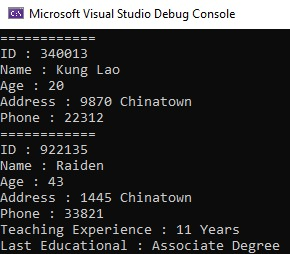 Microsoft Visual Studio Debug Console
============
ID : 340013
Name : Kung Lao
Age : 20
Address : 9870 Chinatown
Phone : 22312
============
ID : 922135
Name : Raiden
Age : 43
Address : 1445 Chinatown
Phone : 33821
Teaching Experience : 11 Years
Last Educational : Associate Degree